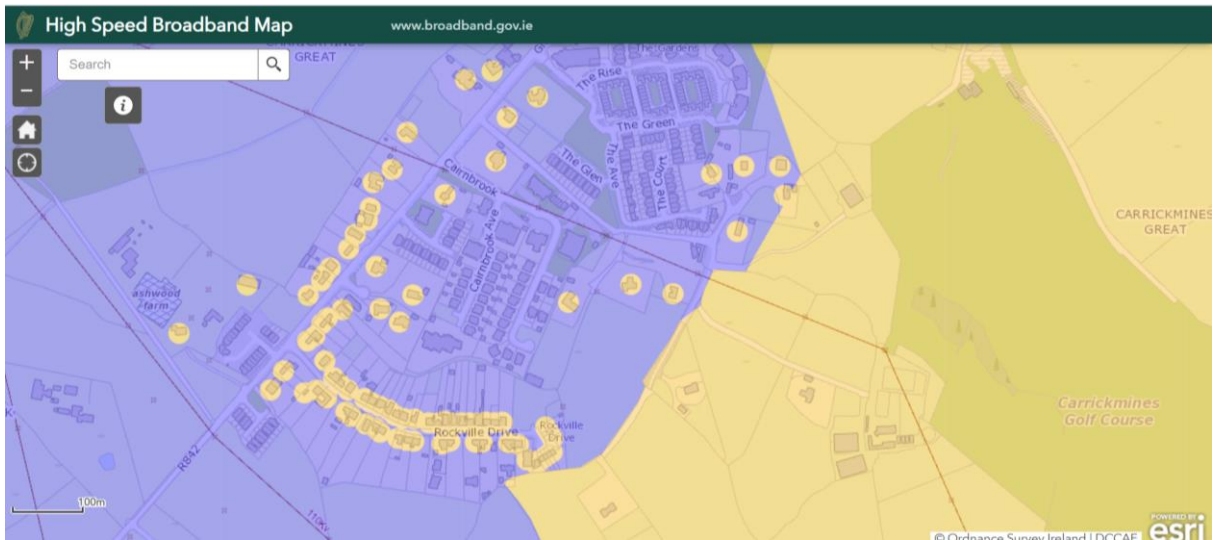 High Speed Broadband Map
www.broadband.gov.ie
+
Search
−
i
CARRICKMINES
GREAT
The Gardens
The Rise
The Green
The Glen
The Ave
The Court
Cairnbrook
Cairnbrook Ave
CARRICKMINES
GREAT
ashwood
farm
Carrickmines
Golf Course
Rockville Drive
Rockville
Drive
R842
110Kv
100m
POWERED BY
esri
© Ordnance Survey Ireland | DCCAE